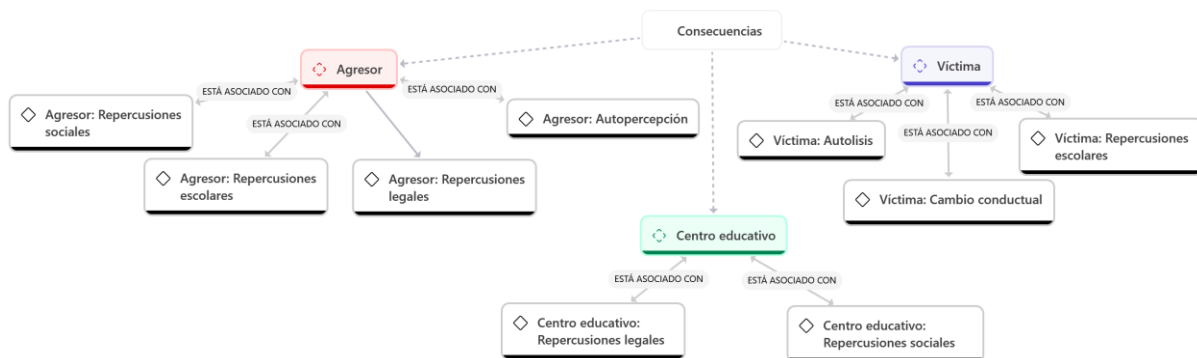 Consecuencias
Agresor
Víctima
ESTÁ ASOCIADO CON
ESTÁ ASOCIADO CON
ESTÁ ASOCIADO CON
Agresor: Repercusiones
sociales
Agresor: Autopercepción
ESTÁ ASOCIADO CON
ESTÁ ASOCIADO CON
ESTÁ ASOCIADO CON
Víctima: Autolisis
Víctima: Repercusiones
escolares
Agresor: Repercusiones
escolares
Agresor: Repercusiones
legales
Víctima: Cambio conductual
Centro educativo
ESTÁ ASOCIADO CON
ESTÁ ASOCIADO CON
Centro educativo:
Repercusiones legales
Centro educativo:
Repercusiones sociales